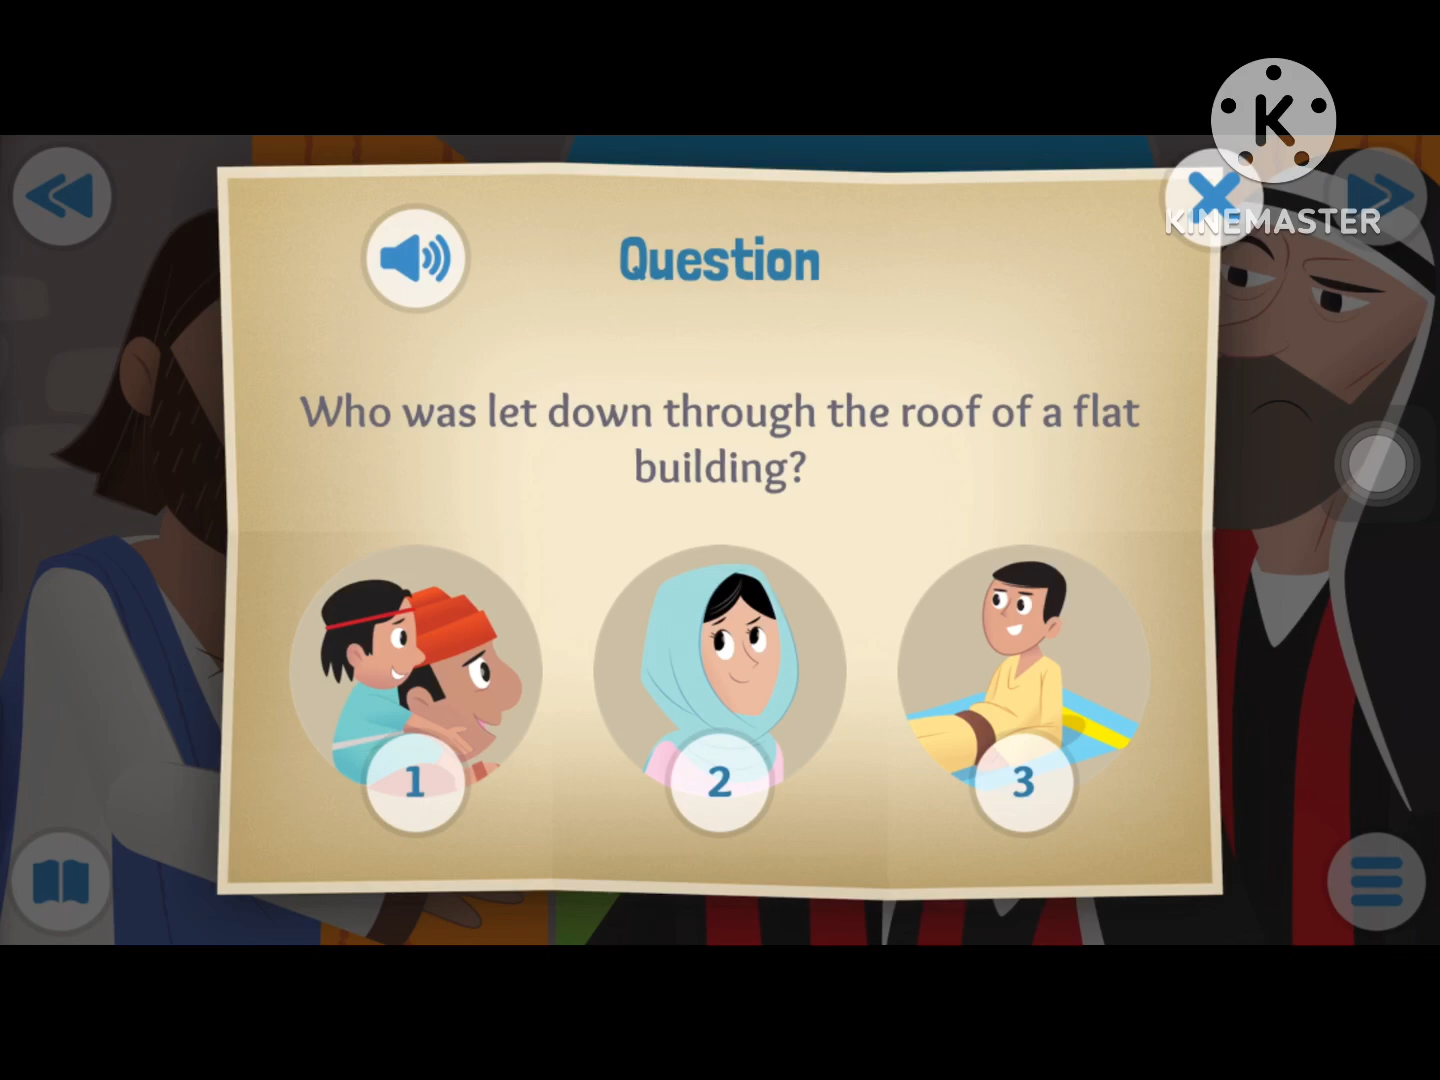 K
KINEMASTER
Question
Who was let down through the roof of a flat
building?
1
2
3